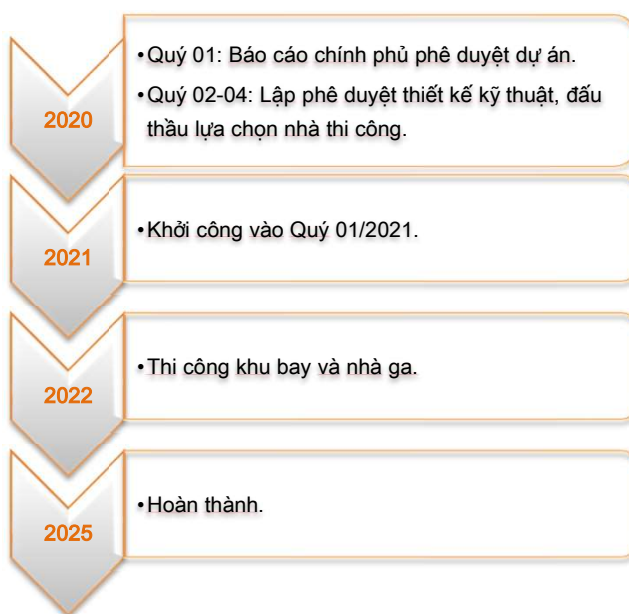 2020
•Quý 01: Báo cáo chính phủ phê duyệt dự án.
•Quý 02-04: Lập phê duyệt thiết kế kỹ thuật, đấu
thầu lựa chọn nhà thi công.
2021
•Khởi công vào Quý 01/2021.
2022
•Thi công khu bay và nhà ga.
2025
•Hoàn thành.